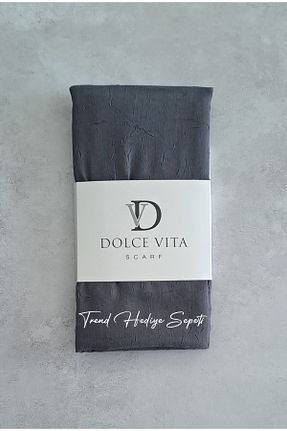 VD
DOLCE VITA
SCARF
Trend Hediye Sepeti